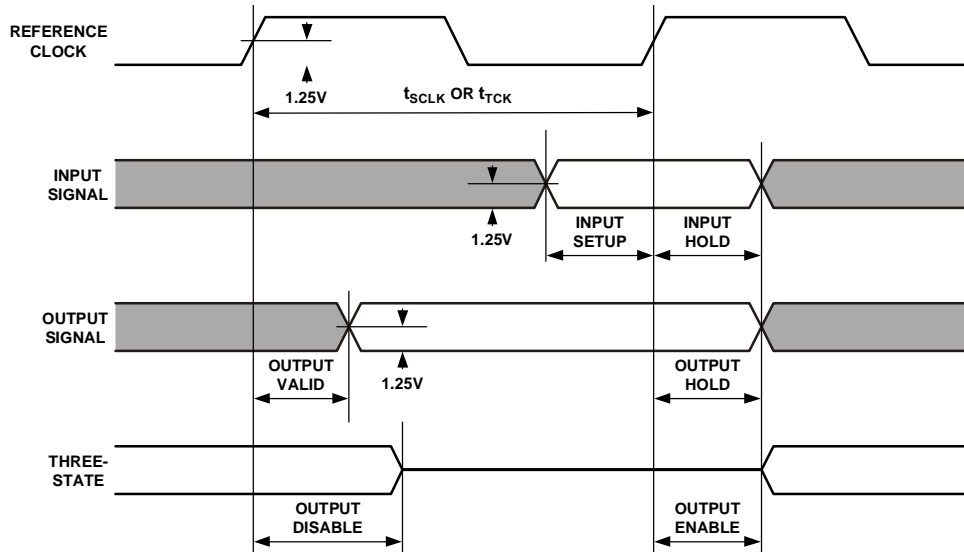 REFERENCE
CLOCK
1.25V
tSCLK OR tTCK
INPUT
SIGNAL
1.25V
INPUT
SETUP
INPUT
HOLD
OUTPUT
SIGNAL
OUTPUT
VALID
1.25V
OUTPUT
HOLD
THREE-
STATE
OUTPUT
DISABLE
OUTPUT
ENABLE